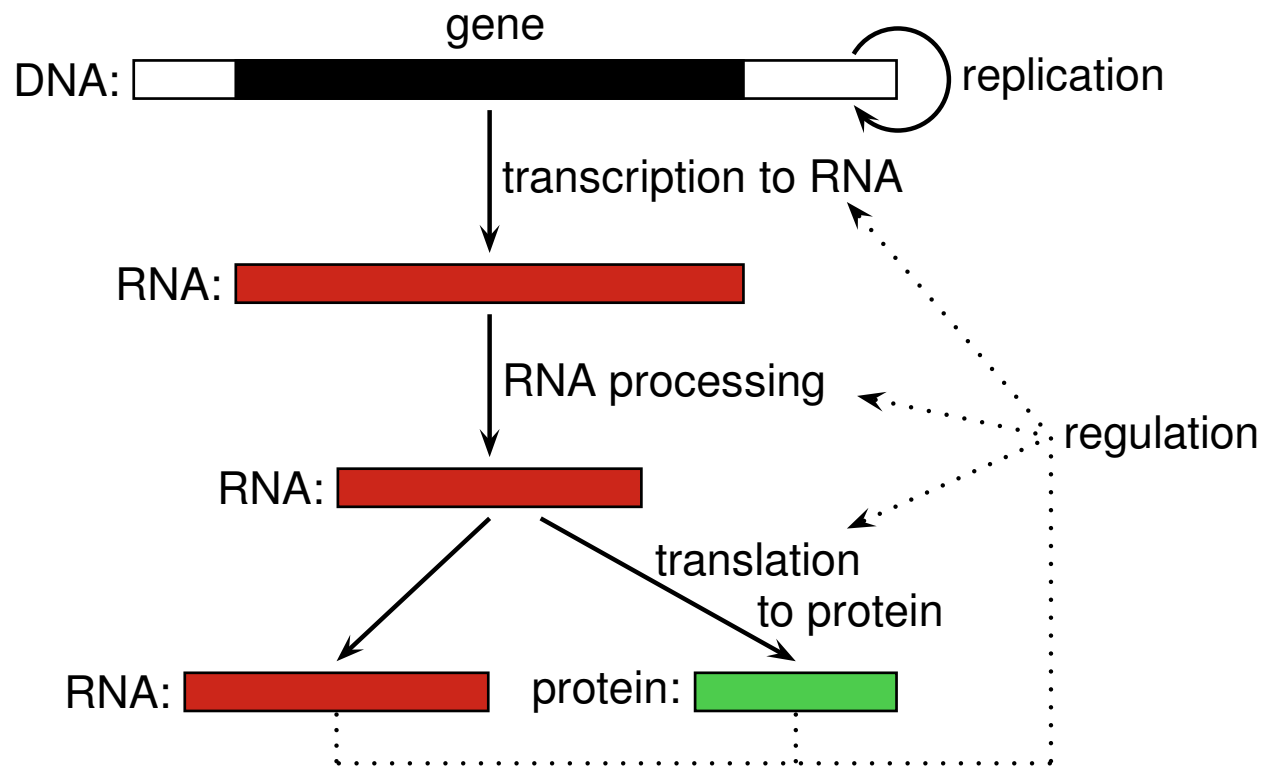 gene
DNA:
replication
transcription to RNA
RNA:
RNA processing
regulation
RNA:
translation
to protein
RNA:
protein: